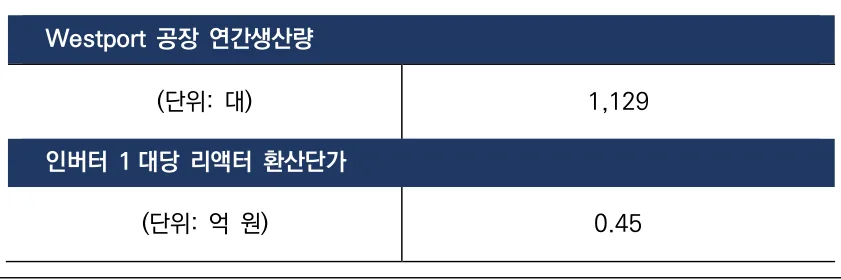 Westport 공장 연간생산량
(단위: 대) 1,129
인버터 1대당 리액터 환산단가
(단위: 억 원) 0.45